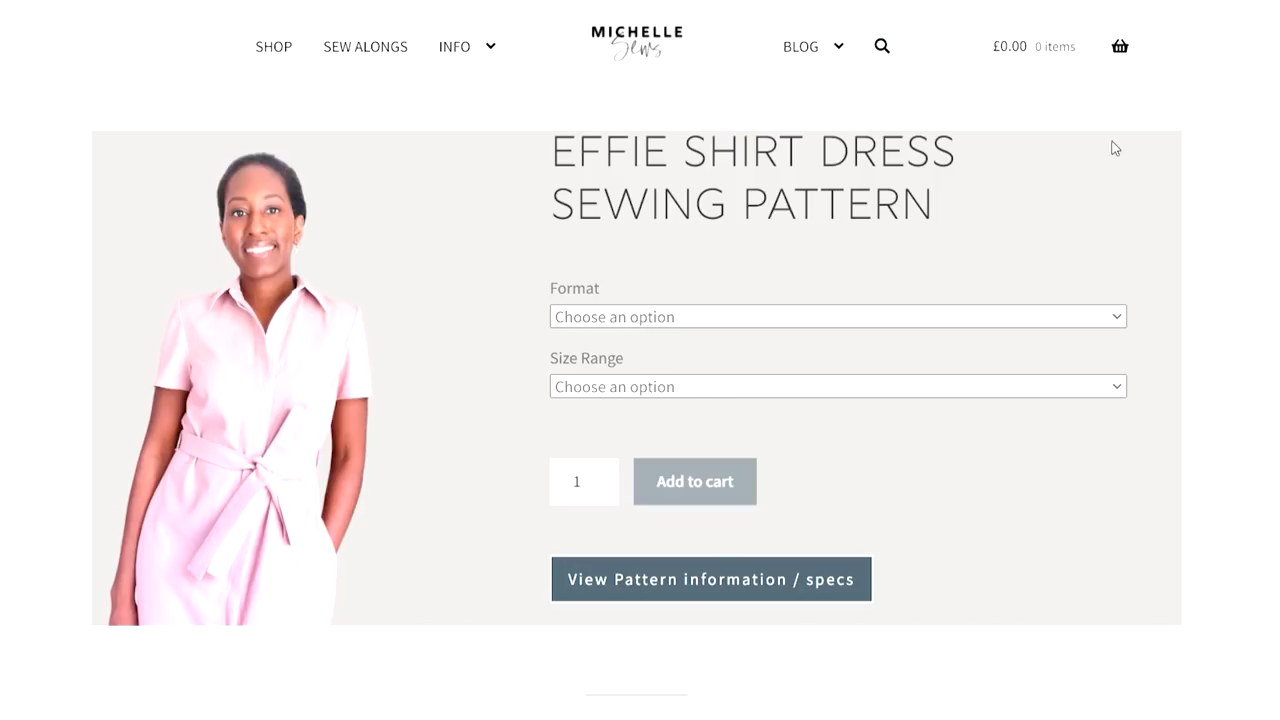 SHOP SEW ALONGS INFO MICHELLE Sews BLOG £0.00 0 items
EFFIE SHIRT DRESS
SEWING PATTERN
Format
Choose an option
Size Range
Choose an option
1 Add to cart
View Pattern information / specs